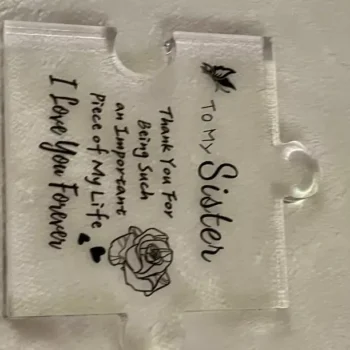 To My
Sister
Thank You For
Being Such
an Important
Piece of My Life
I Love You Forever